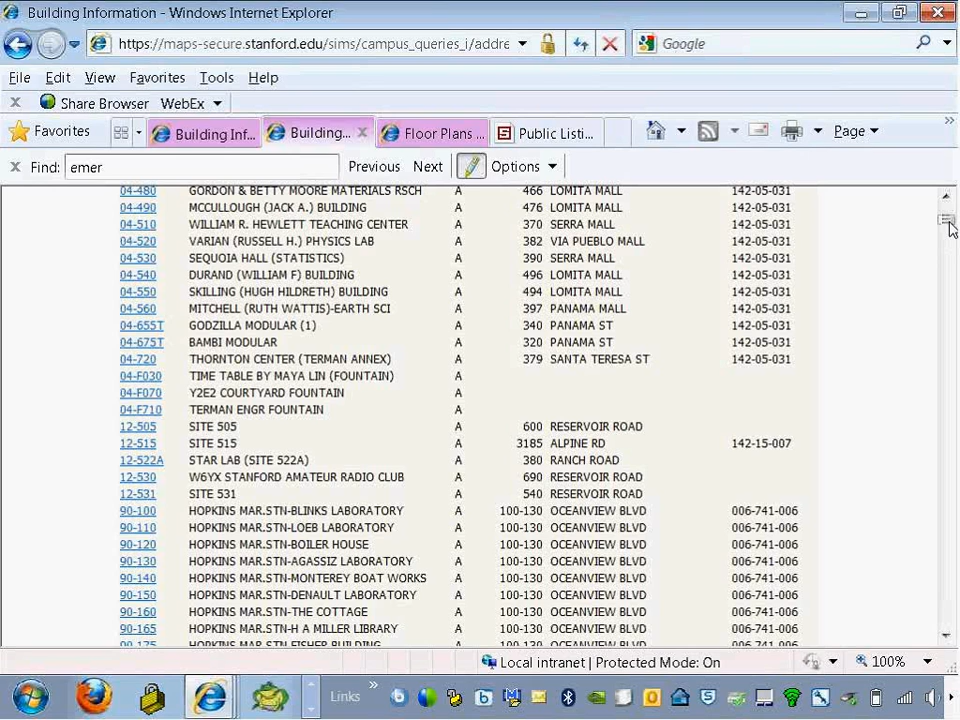 Building Information - Windows Internet Explorer
https://maps-secure.stanford.edu/sims/campus_queries_i/addre
Google
File Edit View Favorites Tools Help
Share Browser WebEx
Favorites Building Inf... Building... Floor Plans ... Public Listi... Page
Find: emer Previous Next Options
04-480 GORDON & BETTY MOORE MATERIALS RSCH A 466 LOMITA MALL 142-05-031
04-490 MCCULLOUGH (JACK A.) BUILDING A 476 LOMITA MALL 142-05-031
04-510 WILLIAM R. HEWLETT TEACHING CENTER A 370 SERRA MALL 142-05-031
04-520 VARIAN (RUSSELL H.) PHYSICS LAB A 382 VIA PUEBLO MALL 142-05-031
04-530 SEQUOIA HALL (STATISTICS) A 390 SERRA MALL 142-05-031
04-540 DURAND (WILLIAM F) BUILDING A 496 LOMITA MALL 142-05-031
04-550 SKILLING (HUGH HILDRETH) BUILDING A 494 LOMITA MALL 142-05-031
04-560 MITCHELL (RUTH WATTIS)-EARTH SCI A 397 PANAMA MALL 142-05-031
04-655T GODZILLA MODULAR (1) A 340 PANAMA ST 142-05-031
04-675T BAMBI MODULAR A 320 PANAMA ST 142-05-031
04-720 THORNTON CENTER (TERMAN ANNEX) A 379 SANTA TERESA ST 142-05-031
04-F030 TIME TABLE BY MAYA LIN (FOUNTAIN) A
04-F070 Y2E2 COURTYARD FOUNTAIN A
04-F710 TERMAN ENGR FOUNTAIN A
12-505 SITE 505 A 600 RESERVOIR ROAD
12-515 SITE 515 A 3185 ALPINE RD 142-15-007
12-522A STAR LAB (SITE 522A) A 380 RANCH ROAD
12-530 W6YX STANFORD AMATEUR RADIO CLUB A 690 RESERVOIR ROAD
12-531 SITE 531 A 540 RESERVOIR ROAD
90-100 HOPKINS MAR.STN-BLINKS LABORATORY A 100-130 OCEANVIEW BLVD 006-741-006
90-110 HOPKINS MAR.STN-LOEB LABORATORY A 100-130 OCEANVIEW BLVD 006-741-006
90-120 HOPKINS MAR.STN-BOILER HOUSE A 100-130 OCEANVIEW BLVD 006-741-006
90-130 HOPKINS MAR.STN-AGASSIZ LABORATORY A 100-130 OCEANVIEW BLVD 006-741-006
90-140 HOPKINS MAR.STN-MONTEREY BOAT WORKS A 100-130 OCEANVIEW BLVD 006-741-006
90-150 HOPKINS MAR.STN-DENAULT LABORATORY A 100-130 OCEANVIEW BLVD 006-741-006
90-160 HOPKINS MAR.STN-THE COTTAGE A 100-130 OCEANVIEW BLVD 006-741-006
90-165 HOPKINS MAR.STN-H A MILLER LIBRARY A 100-130 OCEANVIEW BLVD 006-741-006
90-175 HOPKINS MAR.STN-FISHER BUILDING A 100-130 OCEANVIEW BLVD 006-741-006
Local intranet | Protected Mode: On 100%
Links